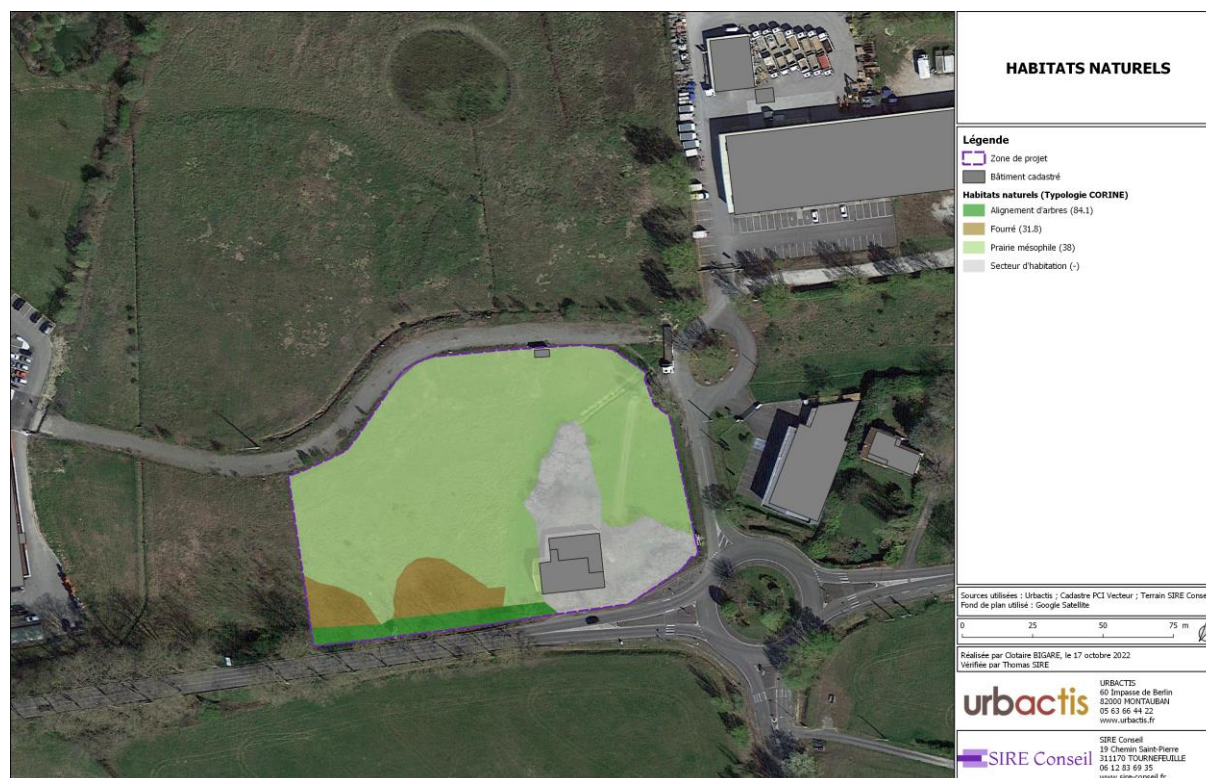 HABITATS NATURELS
Légende
Zone de projet
Bâtiment cadastré
Habitats naturels (Typologie CORINE)
Alignement d'arbres (84.1)
Fourré (31.8)
Prairie mésophile (38)
Secteur d'habitation (-)
Sources utilisées : Urbactis ; Cadastre PCI Vecteur ; Terrain SIRE Conse
Fond de plan utilisé : Google Satellite
0 25 50 75 m
Réalisée par Clotaire BIGARE, le 17 octobre 2022
Vérifiée par Thomas SIRE
urbactis
URBACTIS
60 Impasse de Berlin
82000 MONTAUBAN
05 63 66 44 22
www.urbactis.fr
SIRE Conseil
SIRE Conseil
19 Chemin Saint-Pierre
311170 TOURNEFEUILLE
06 12 83 69 35
www.sire-conseil.fr